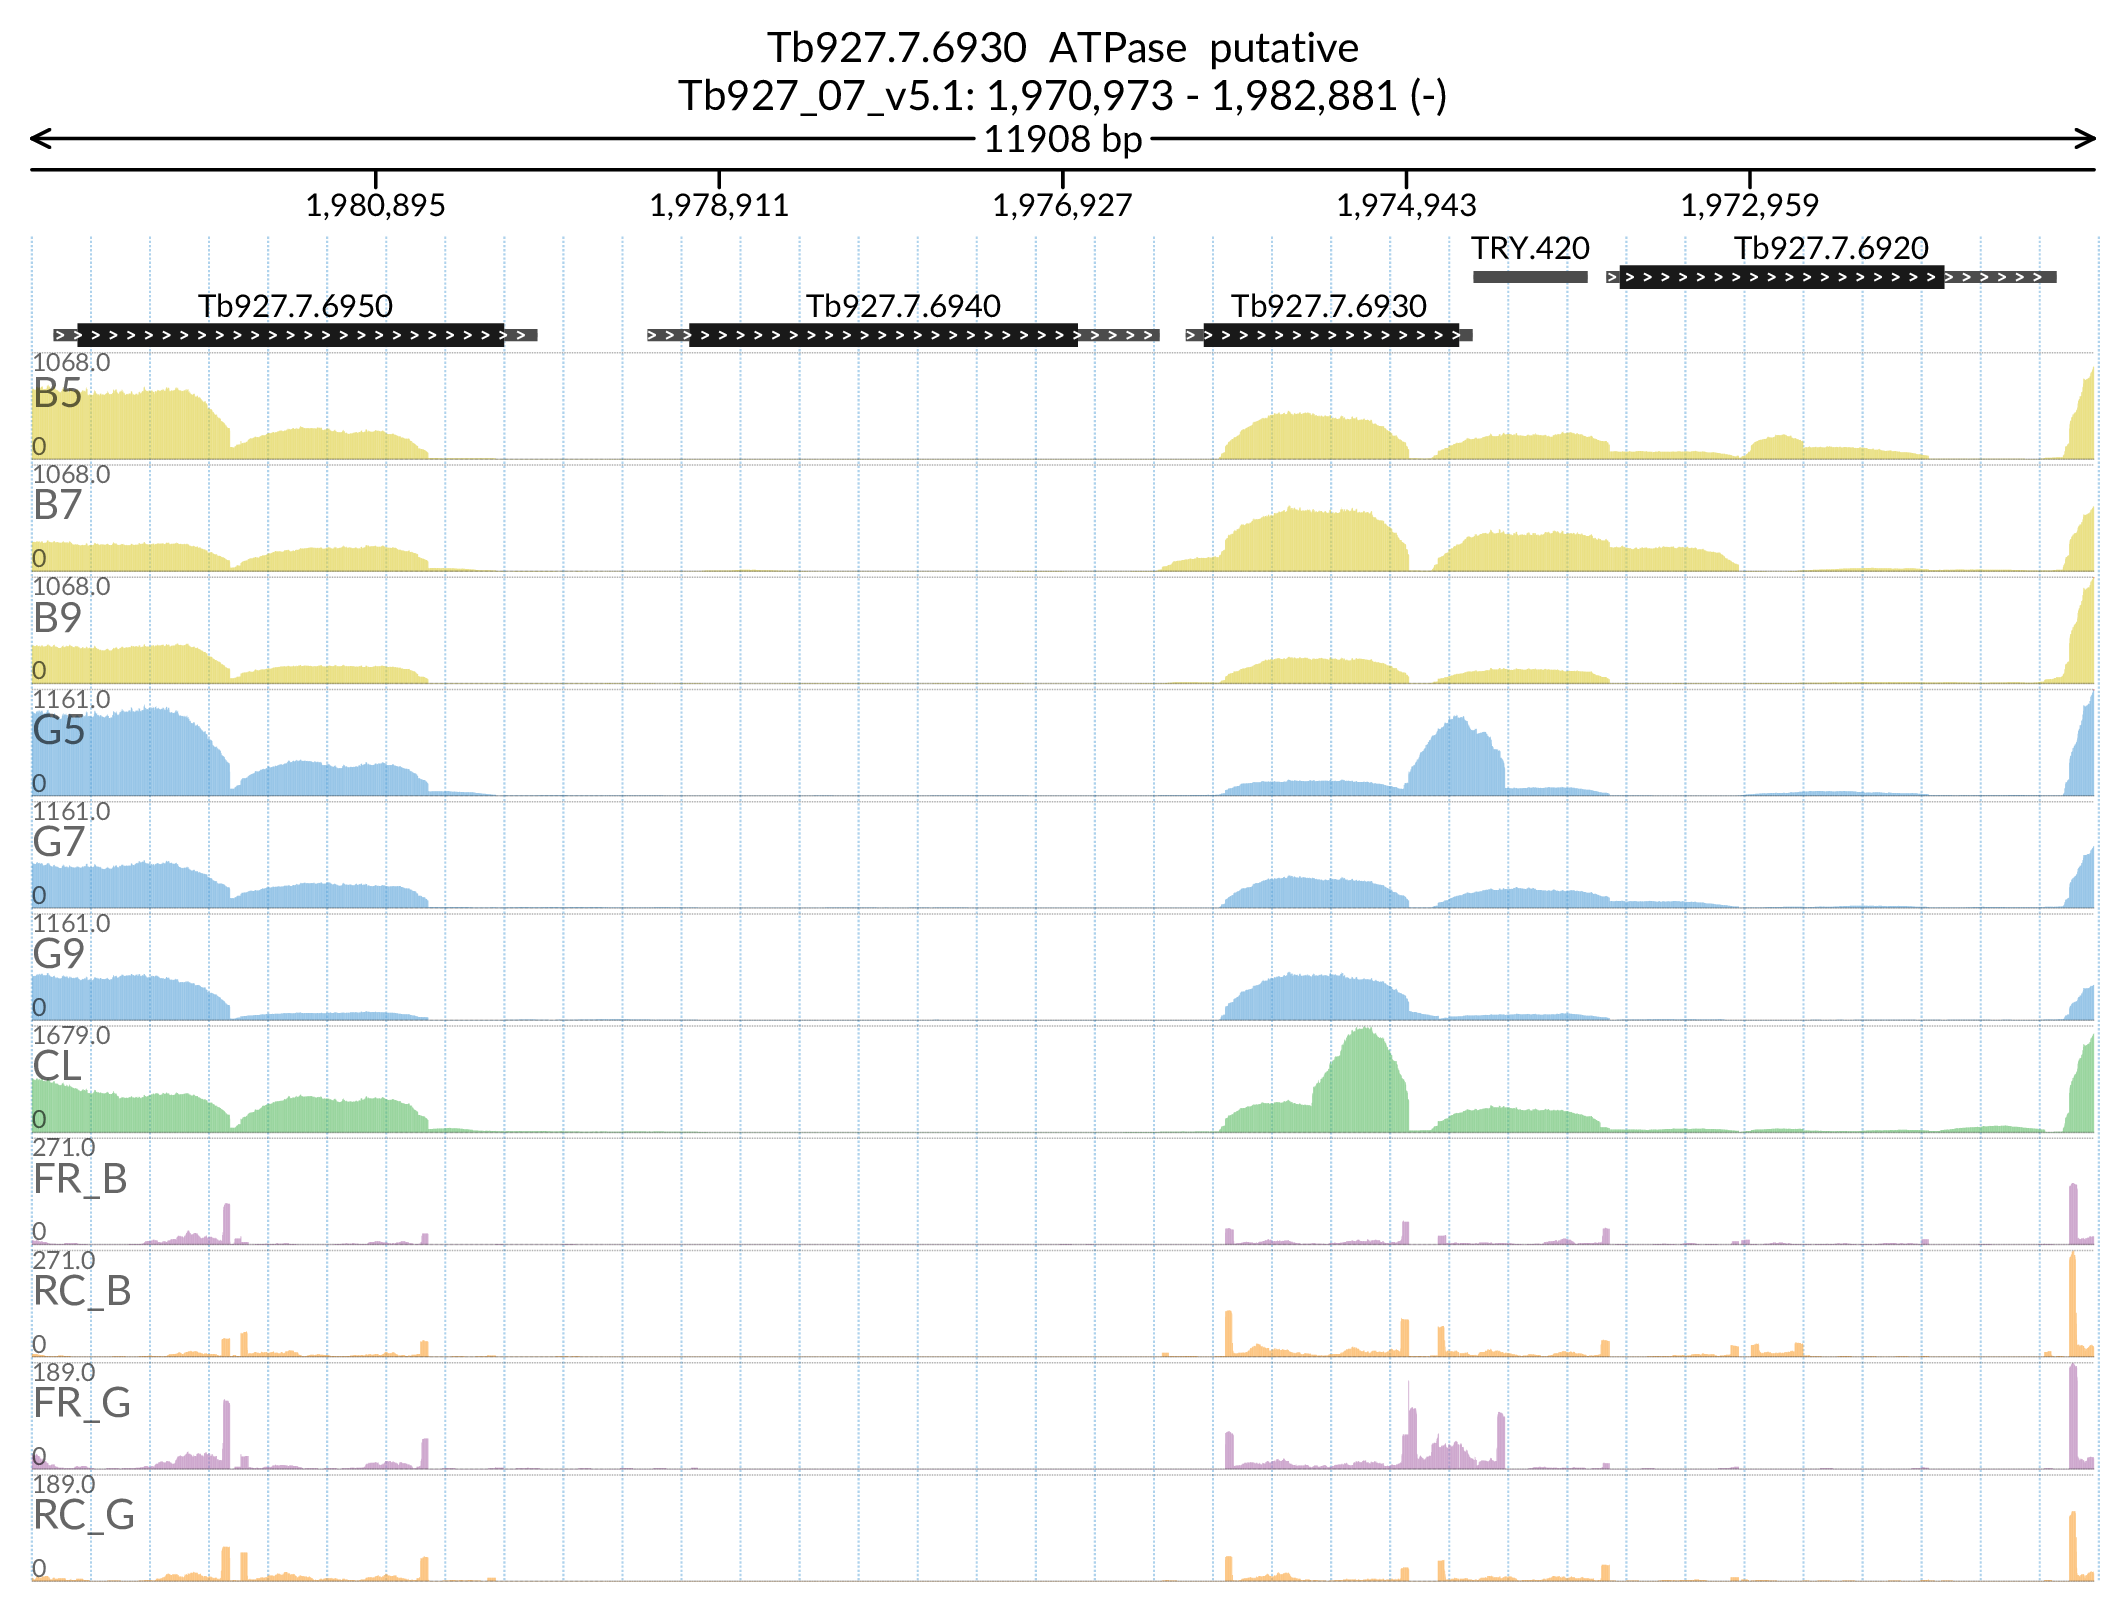 Tb927.7.6930 ATPase putative
Tb927_07_v5.1: 1,970,973 - 1,982,881 (-)
11908 bp
1,980,895 1,978,911 1,976,927 1,974,943 1,972,959
TRY.420 Tb927.7.6920
Tb927.7.6950 Tb927.7.6940 Tb927.7.6930
1068.0
B5
0
1068.0
B7
0
1068.0
B9
0
1161.0
G5
0
1161.0
G7
0
1161.0
G9
0
1679.0
CL
0
271.0
FR_B
0
271.0
RC_B
0
189.0
FR_G
0
189.0
RC_G
0